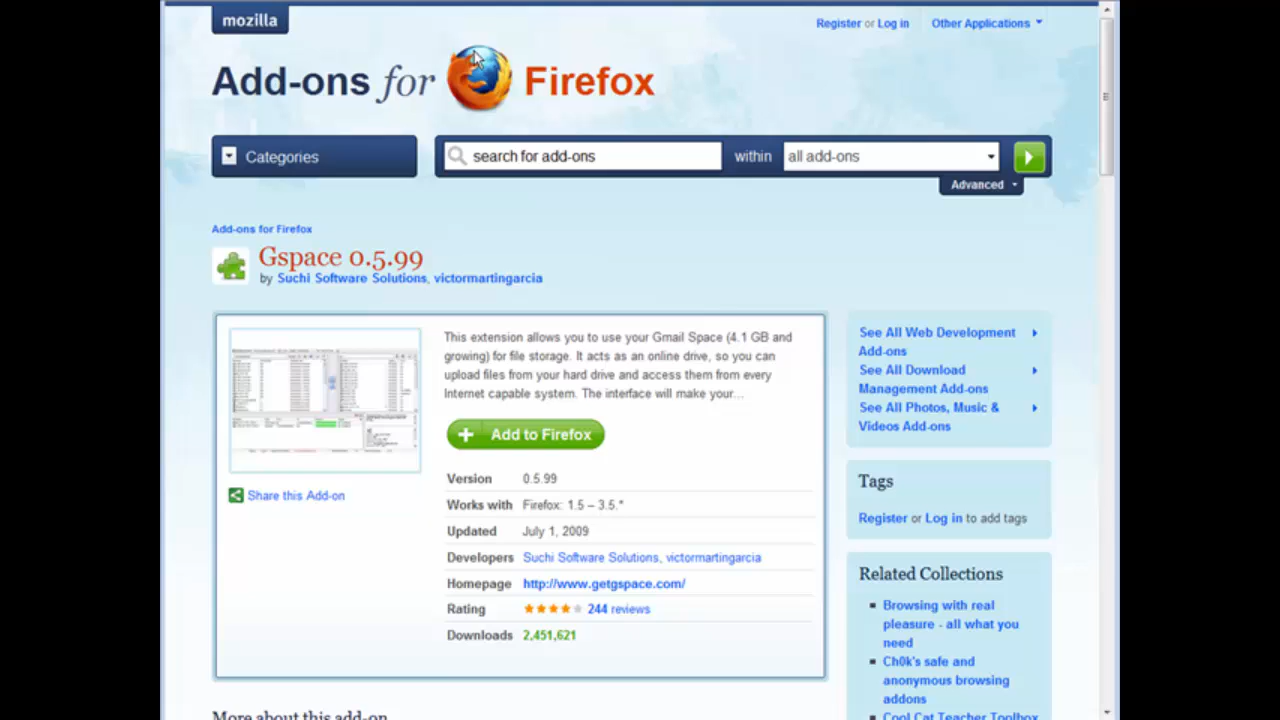 mozilla
Register or Log in
Other Applications
Add-ons for Firefox
Categories
search for add-ons
within
all add-ons
Advanced
Add-ons for Firefox
Gspace 0.5.99
by Suchi Software Solutions, victormartingarcia
This extension allows you to use your Gmail Space (4.1 GB and
growing) for file storage. It acts as an online drive, so you can
upload files from your hard drive and access them from every
Internet capable system. The interface will make your...
Add to Firefox
Share this Add-on
Version 0.5.99
Works with Firefox: 1.5 – 3.5.*
Updated July 1, 2009
Developers Suchi Software Solutions, victormartingarcia
Homepage http://www.getgspace.com/
Rating 244 reviews
Downloads 2,451,621
More about this add-on
See All Web Development
Add-ons
See All Download
Management Add-ons
See All Photos, Music &
Videos Add-ons
Tags
Register or Log in to add tags
Related Collections
Browsing with real
pleasure - all what you
need
Ch0k's safe and
anonymous browsing
addons
Cool Cat Teacher Toolbox